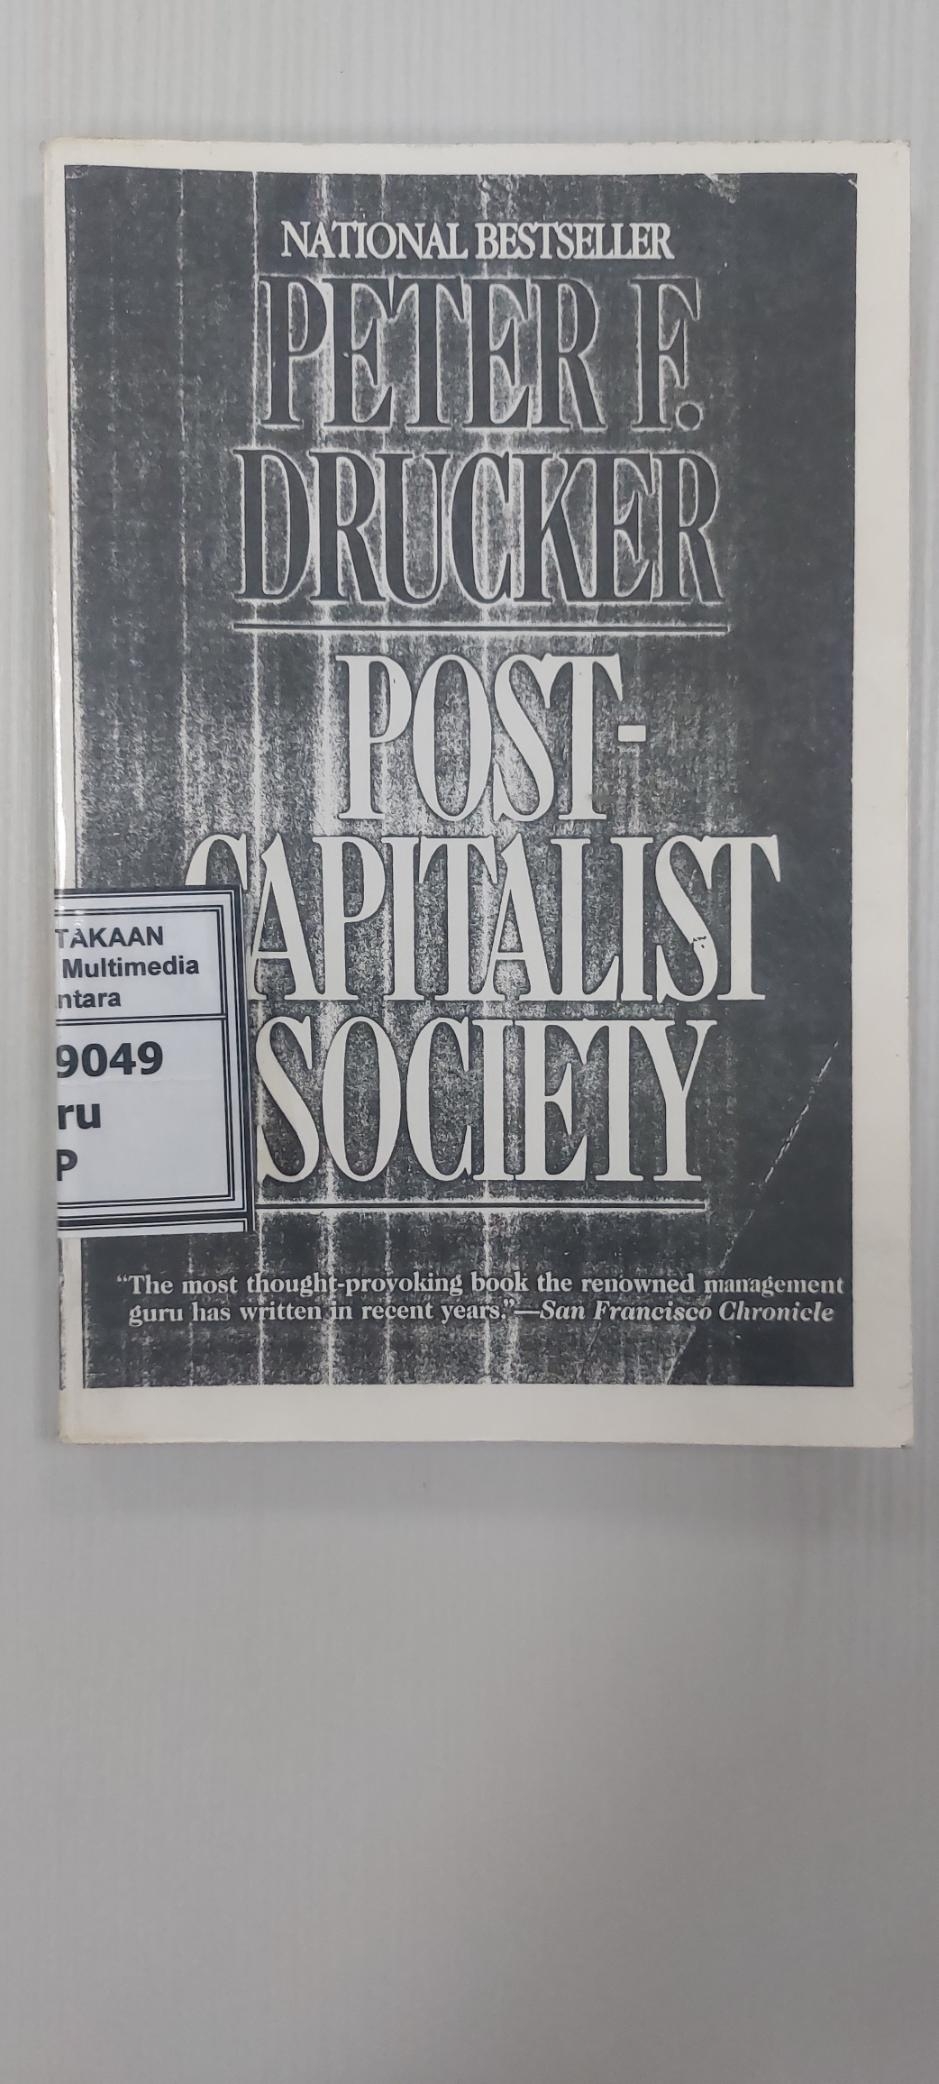 NATIONAL BESTSELLER
PETER F.
DRUCKER
POST-
CAPITALIST
SOCIETY
TAKAAN
Multimedia
ntara
9049
ru
P
“The most thought-provoking book the renowned management
guru has written in recent years.”—San Francisco Chronicle